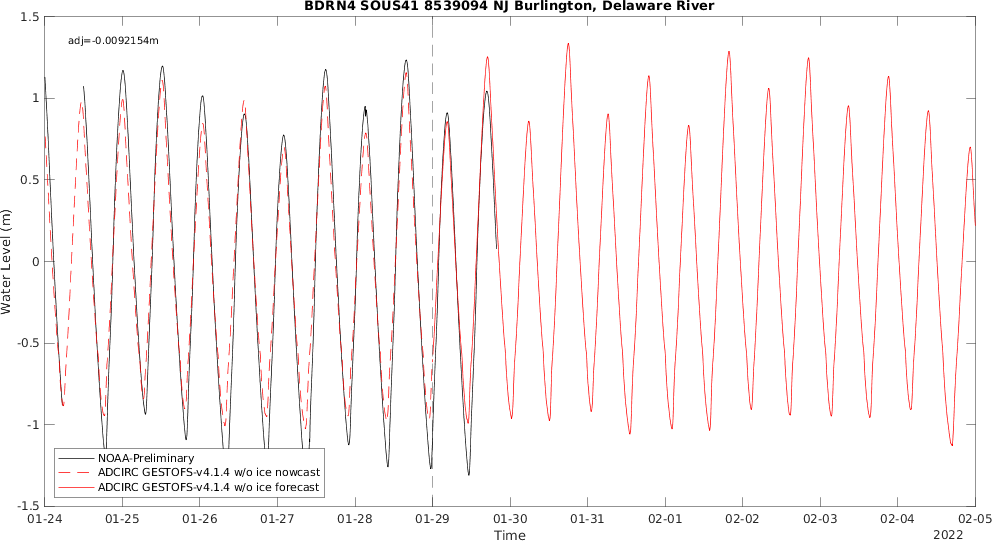 BDRN4 SOUS41 8539094 NJ Burlington, Delaware River
adj=-0.0092154m
Water Level (m)
1.5
1
0.5
0
-0.5
-1
-1.5
NOAA-Preliminary
ADCIRC GESTOFS-v4.1.4 w/o ice nowcast
ADCIRC GESTOFS-v4.1.4 w/o ice forecast
01-24 01-25 01-26 01-27 01-28 01-29 01-30 01-31 02-01 02-02 02-03 02-04 02-05
Time
2022